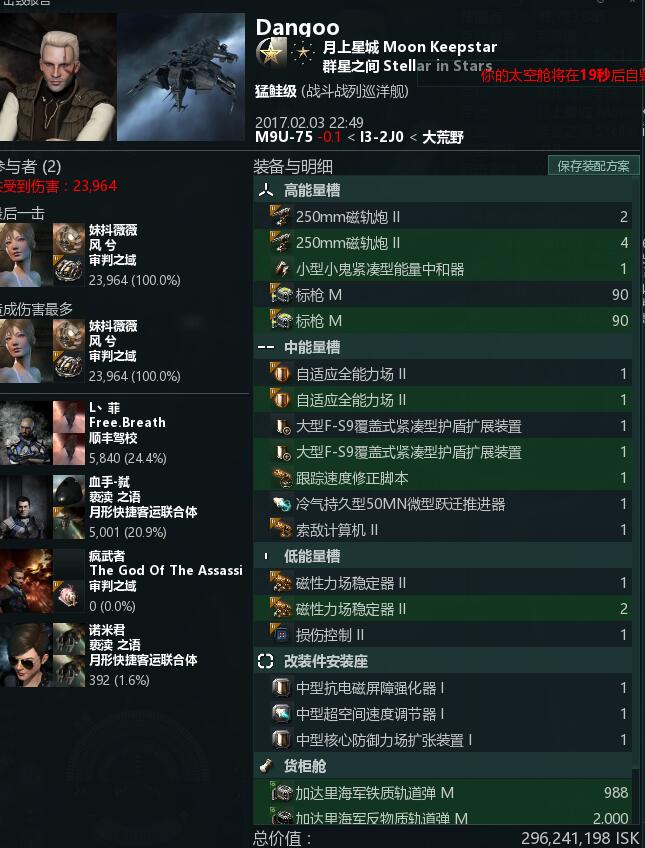 Dangoo
月上星城 Moon Keepstar
群星之间 Stellar in Stars
你的太空舱将在19秒后自
猛鲑级 (战斗战列巡洋舰)
2017.02.03 22:49
M9U-75 -0.1 < I3-2J0 < 大荒野
参与者 (2)
受到伤害：23,964
最后一击
妹抖薇薇
风 兮
审判之域
23,964 (100.0%)
造成伤害最多
妹抖薇薇
风 兮
审判之域
23,964 (100.0%)
L、菲
Free.Breath
顺丰驾校
5,840 (24.4%)
血手-弑
亵渎 之语
月形快捷客运联合体
5,001 (20.9%)
疯武者
The God Of The Assassi
审判之域
0 (0.0%)
诺米君
亵渎 之语
月形快捷客运联合体
392 (1.6%)
装备与明细
保存装配方案
高能量槽
250mm磁轨炮 II 2
250mm磁轨炮 II 4
小型小鬼紧凑型能量中和器 1
标枪 M 90
标枪 M 90
中能量槽
自适应全能力场 II 1
自适应全能力场 II 1
大型F-S9覆盖式紧凑型护盾扩展装置 1
大型F-S9覆盖式紧凑型护盾扩展装置 1
跟踪速度修正脚本 1
冷气持久型50MN微型跃迁推进器 1
索敌计算机 II 1
低能量槽
磁性力场稳定器 II 1
磁性力场稳定器 II 2
损伤控制 II 1
改装件安装座
中型抗电磁屏障强化器 I 1
中型超空间速度调节器 I 1
中型核心防御力场扩张装置 I 1
货柜舱
加达里海军铁质轨道弹 M 988
加达里海军反物质轨道弹 M 2,000
总价值： 296,241,198 ISK